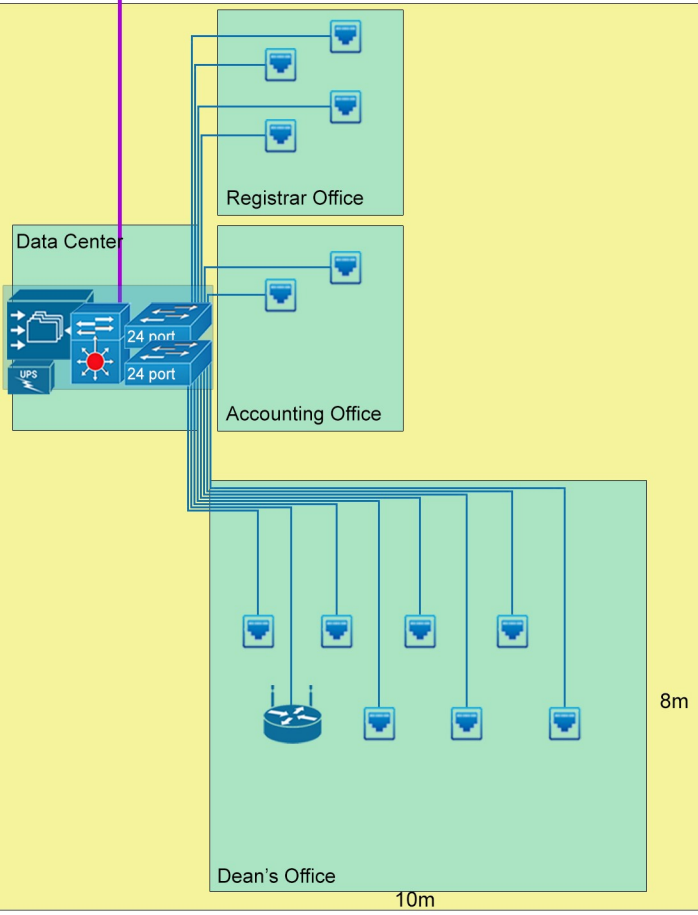 Registrar Office
Data Center
24 port
UPS
24 port
Accounting Office
8m
Dean's Office
10m